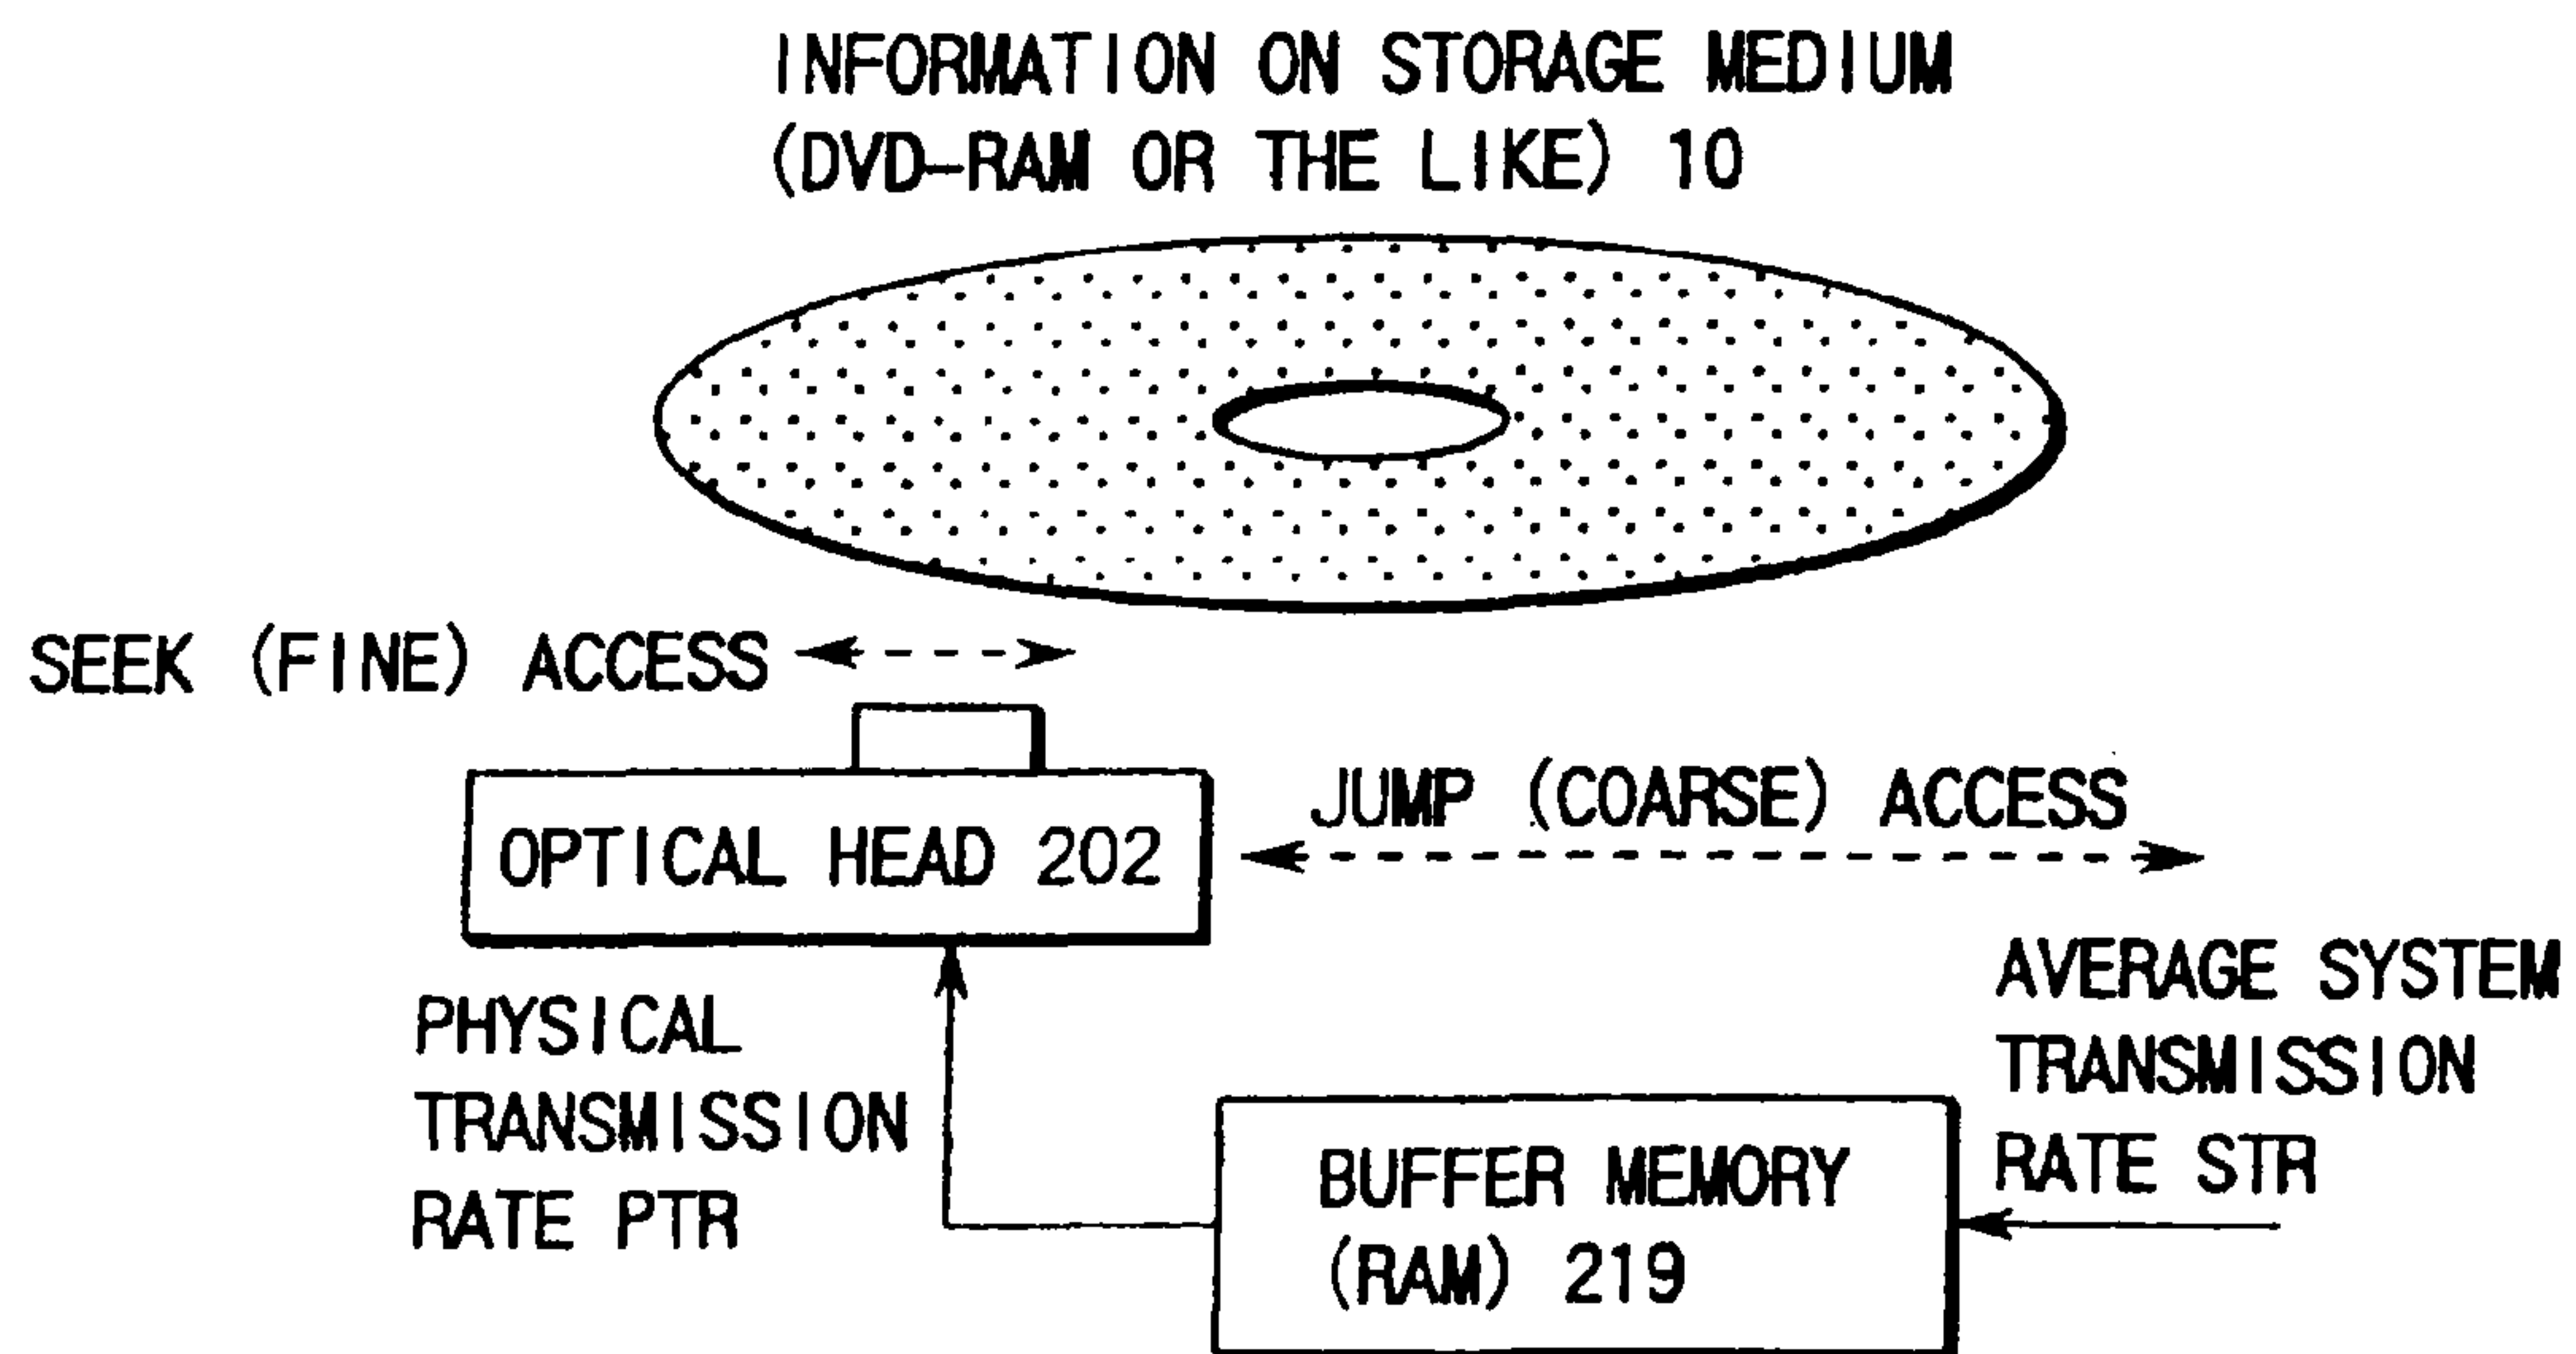 INFORMATION ON STORAGE MEDIUM
(DVD-RAM OR THE LIKE) 10
SEEK (FINE) ACCESS
OPTICAL HEAD 202
JUMP (COARSE) ACCESS
PHYSICAL
TRANSMISSION
RATE PTR
AVERAGE SYSTEM
TRANSMISSION
RATE STR
BUFFER MEMORY
(RAM) 219